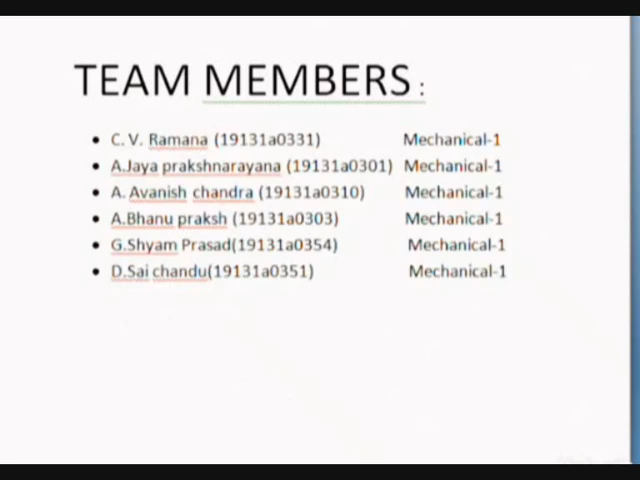 TEAM MEMBERS :
• C. V. Ramana (19131a0331) Mechanical-1
• A.Jaya prakshnarayana (19131a0301) Mechanical-1
• A. Avanish chandra (19131a0310) Mechanical-1
• A.Bhanu praksh (19131a0303) Mechanical-1
• G.Shyam Prasad(19131a0354) Mechanical-1
• D.Sai chandu(19131a0351) Mechanical-1